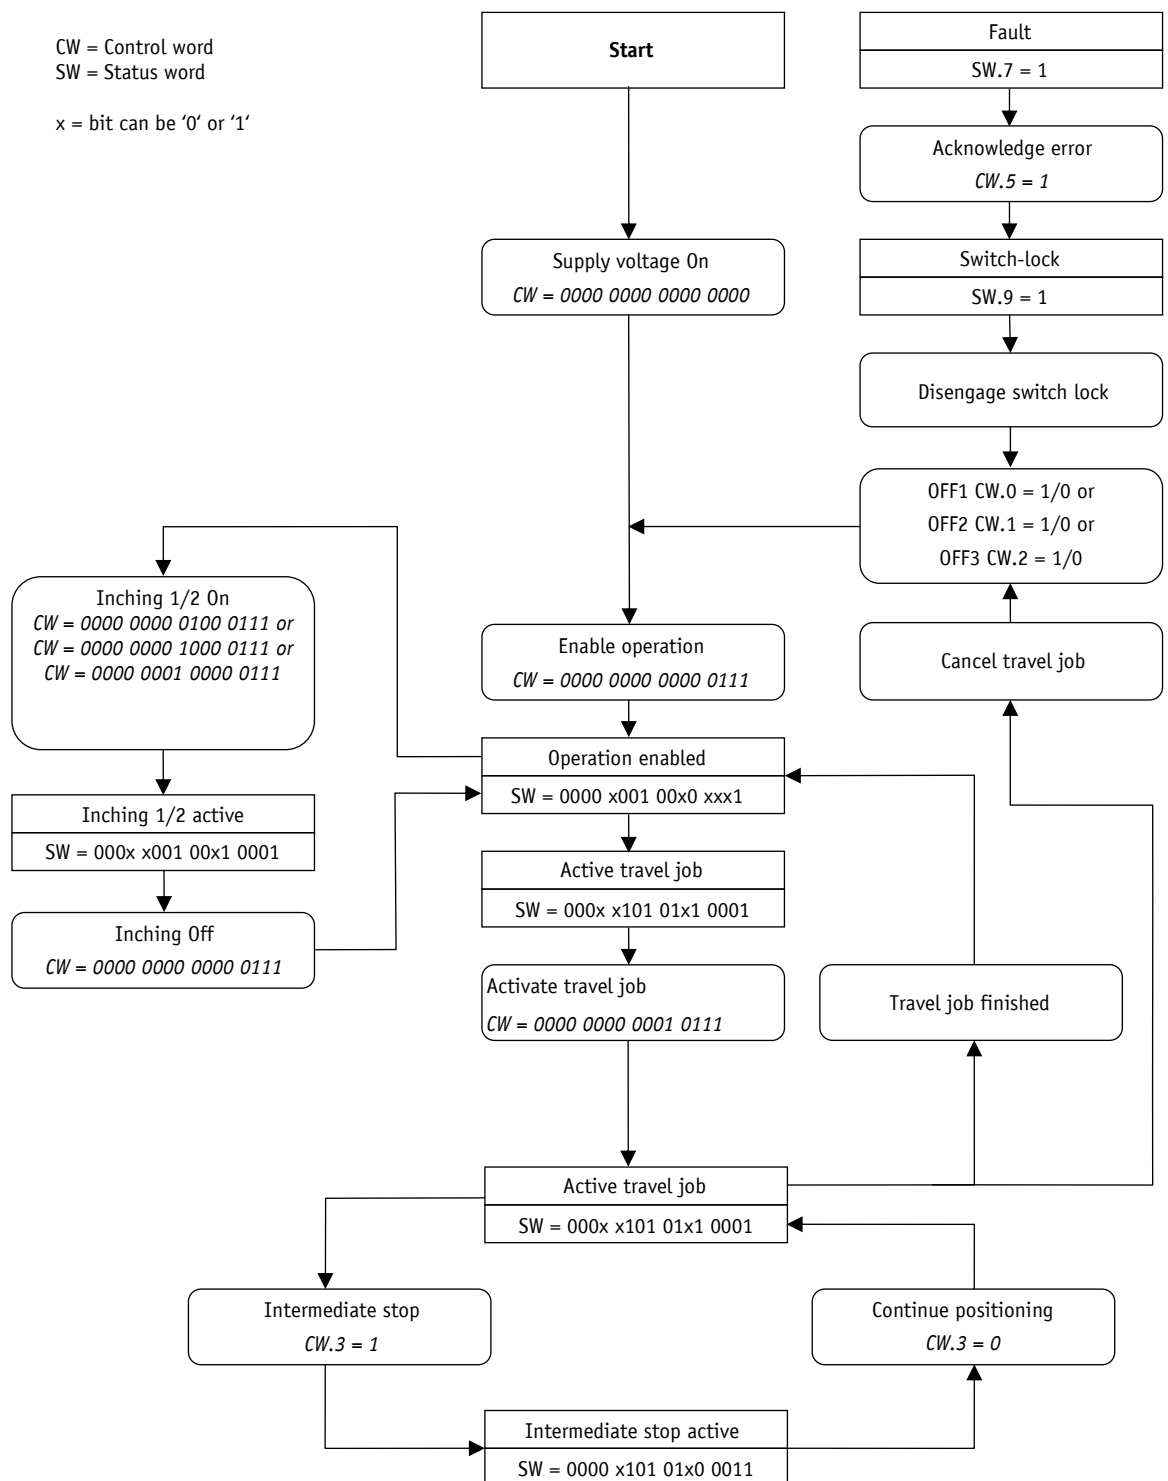 CW = Control word
SW = Status word
x = bit can be ‘0‘ or ‘1‘
Start
Fault
SW.7 = 1
Acknowledge error
CW.5 = 1
Supply voltage On
CW = 0000 0000 0000 0000
Switch-lock
SW.9 = 1
Disengage switch lock
OFF1 CW.0 = 1/0 or
OFF2 CW.1 = 1/0 or
OFF3 CW.2 = 1/0
Inching 1/2 On
CW = 0000 0000 0100 0111 or
CW = 0000 0000 1000 0111 or
CW = 0000 0001 0000 0111
Enable operation
CW = 0000 0000 0000 0111
Cancel travel job
Operation enabled
SW = 0000 x001 00x0 xxx1
Inching 1/2 active
SW = 000x x001 00x1 0001
Active travel job
SW = 000x x101 01x1 0001
Inching Off
CW = 0000 0000 0000 0111
Activate travel job
CW = 0000 0000 0001 0111
Travel job finished
Active travel job
SW = 000x x101 01x1 0001
Intermediate stop
CW.3 = 1
Continue positioning
CW.3 = 0
Intermediate stop active
SW = 0000 x101 01x0 0011